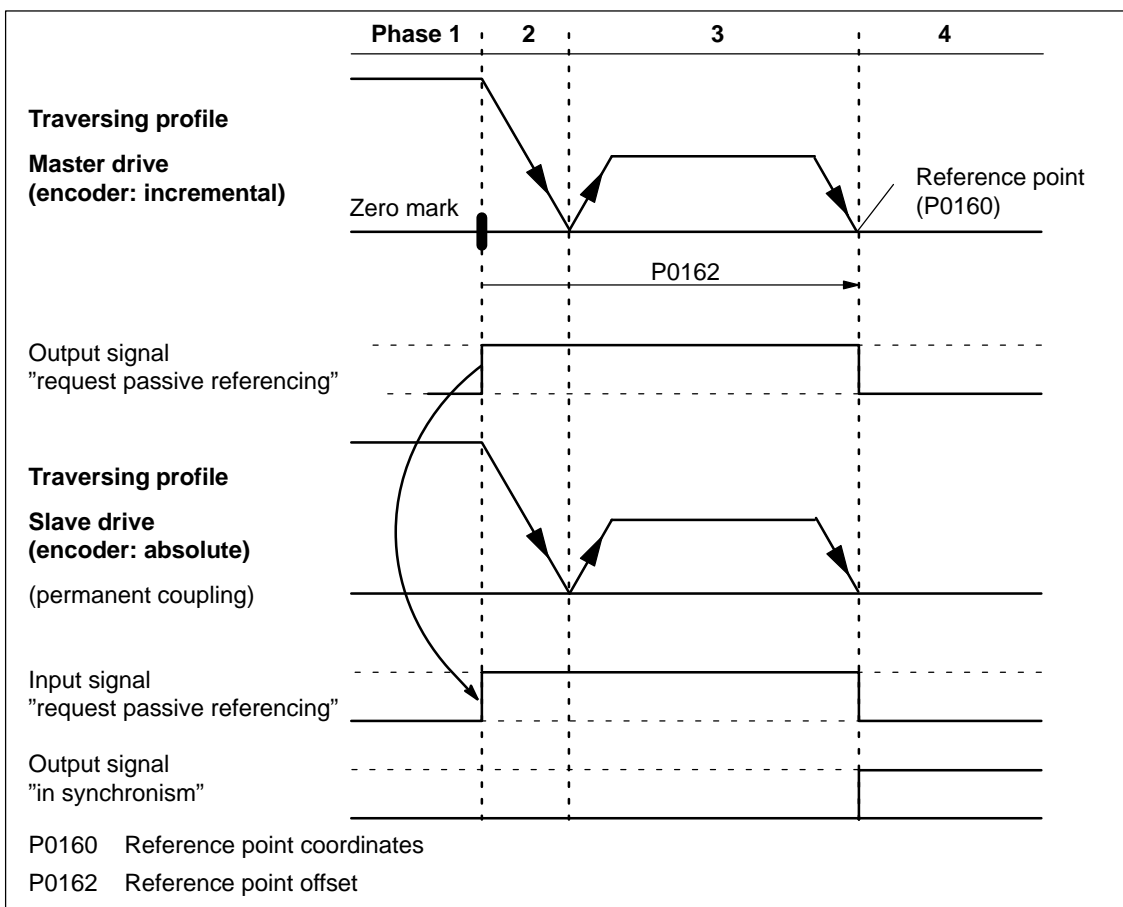 Phase 1 2 3 4
Traversing profile
Master drive
(encoder: incremental)
Zero mark
Reference point
(P0160)
P0162
Output signal
”request passive referencing”
Traversing profile
Slave drive
(encoder: absolute)
(permanent coupling)
Input signal
”request passive referencing”
Output signal
”in synchronism”
P0160 Reference point coordinates
P0162 Reference point offset